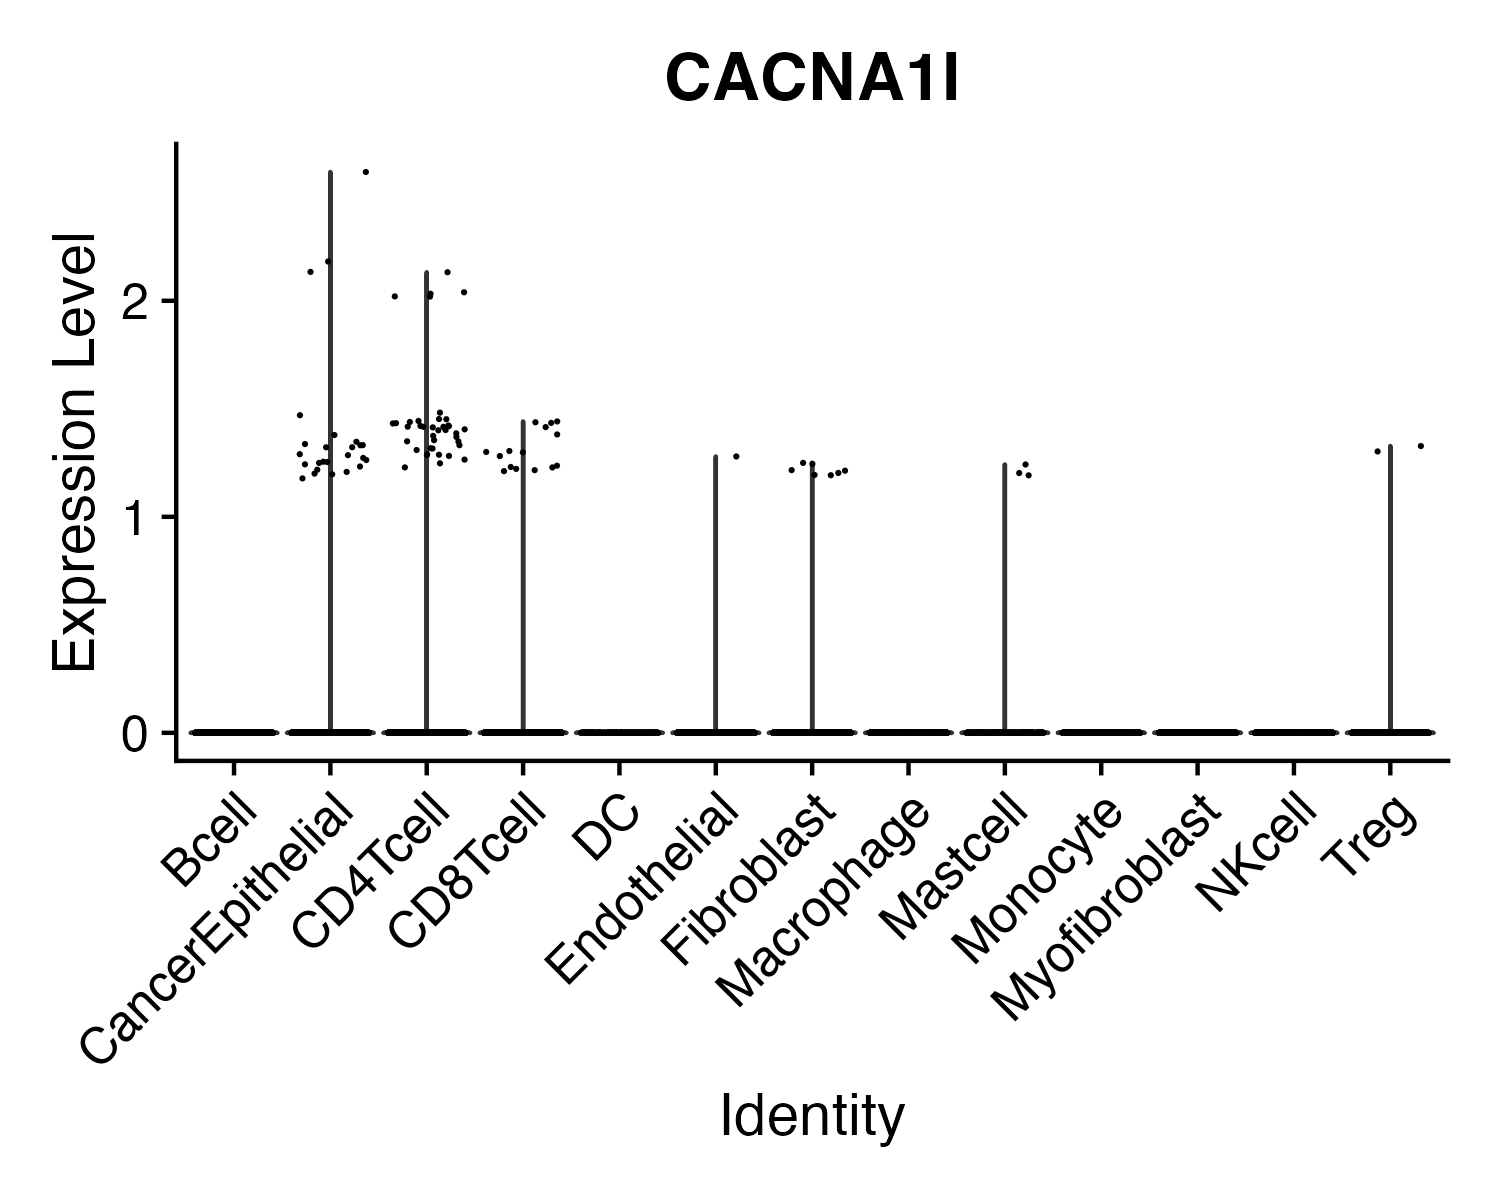 CACNA1I
Expression Level
2
1
0
Bcell
CancerEpithelial
CD4Tcell
CD8Tcell
DC
Endothelial
Fibroblast
Macrophage
Mastcell
Monocyte
Myofibroblast
NKcell
Treg
Identity